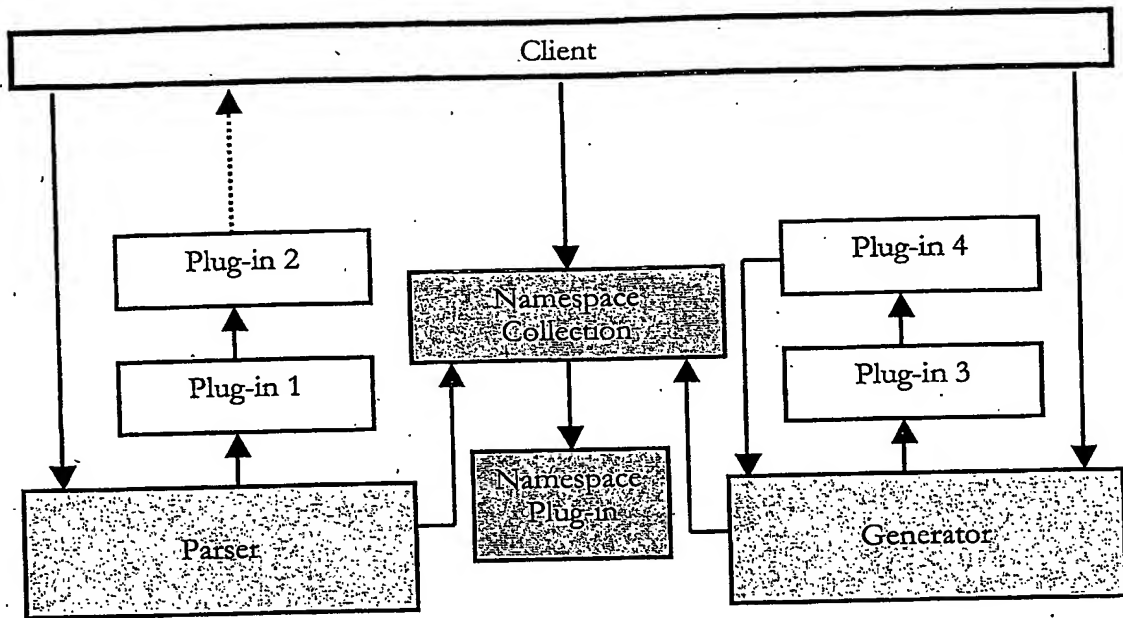 Client
Plug-in 2
Plug-in 4
Namespace
Collection
Plug-in 1
Plug-in 3
Namespace
Plug-in
Parser
Generator